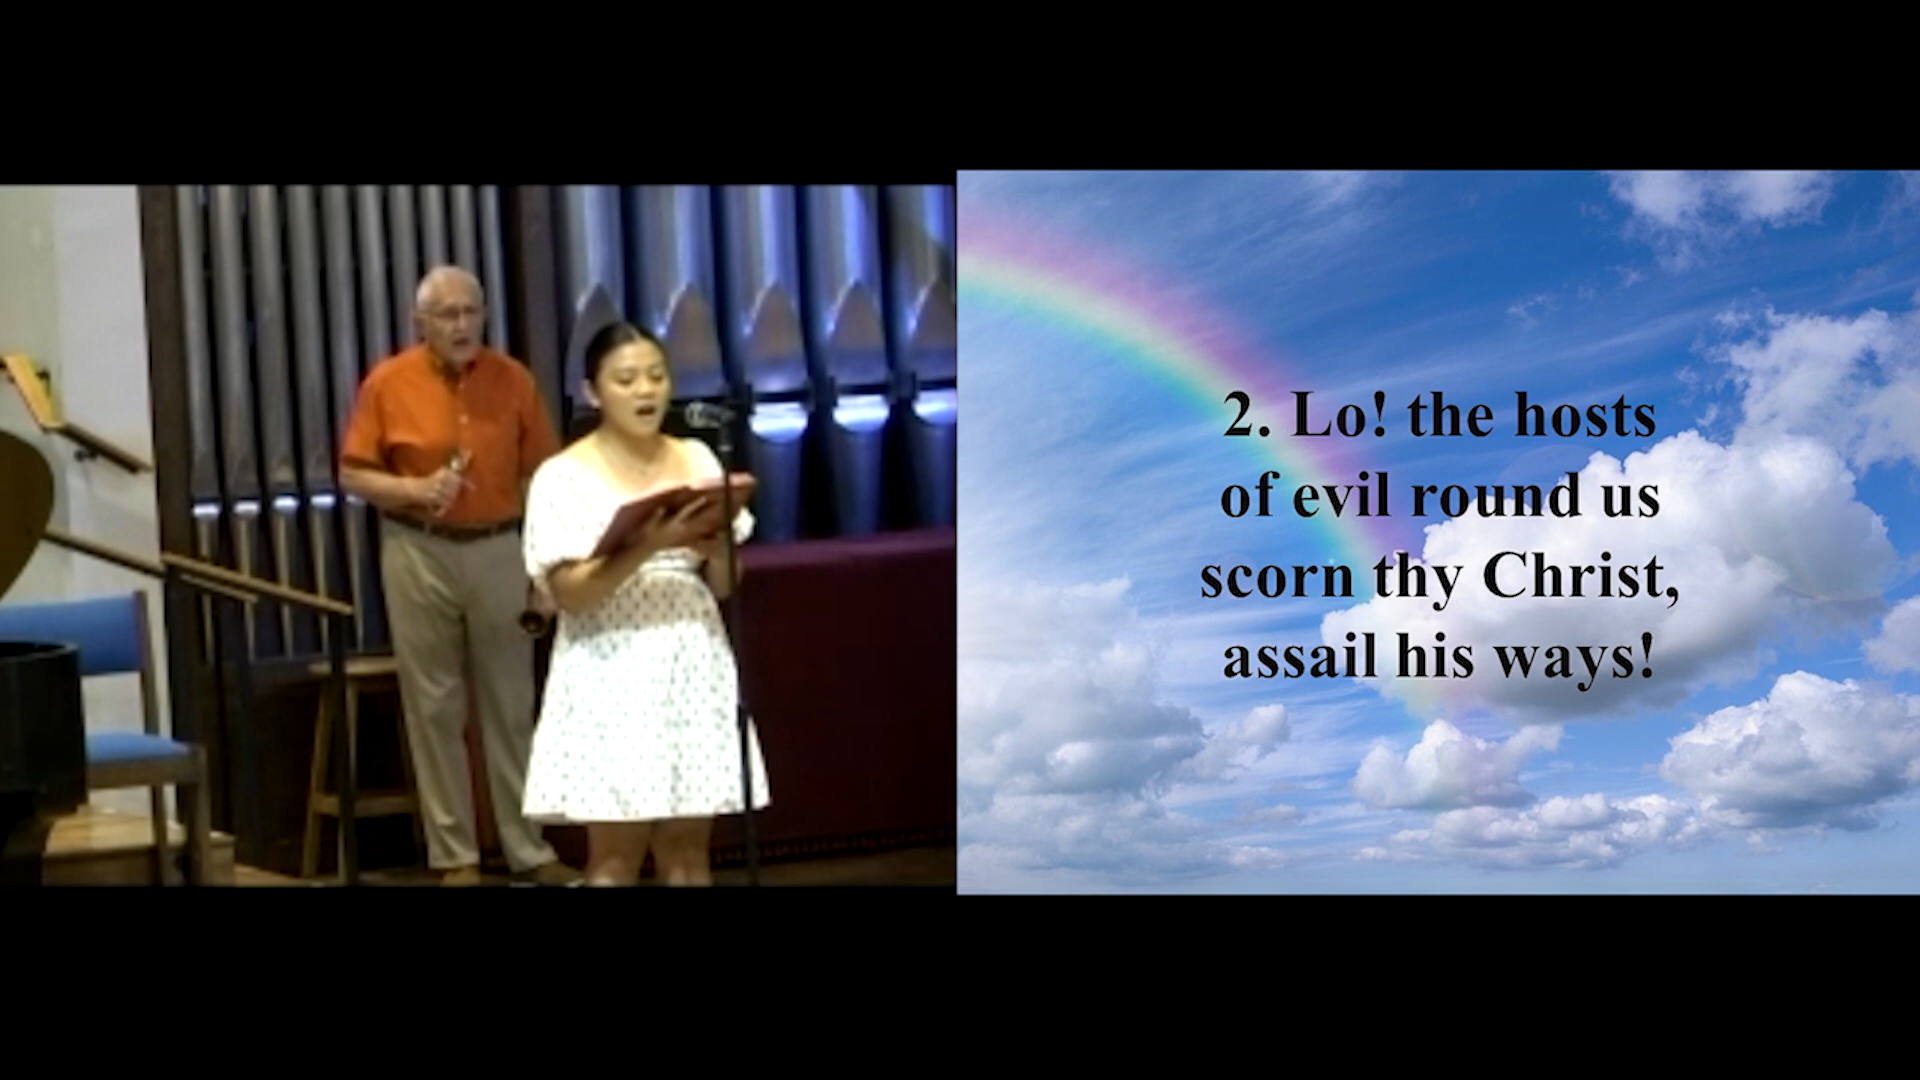 2. Lo! the hosts
of evil round us
scorn thy Christ,
assail his ways!